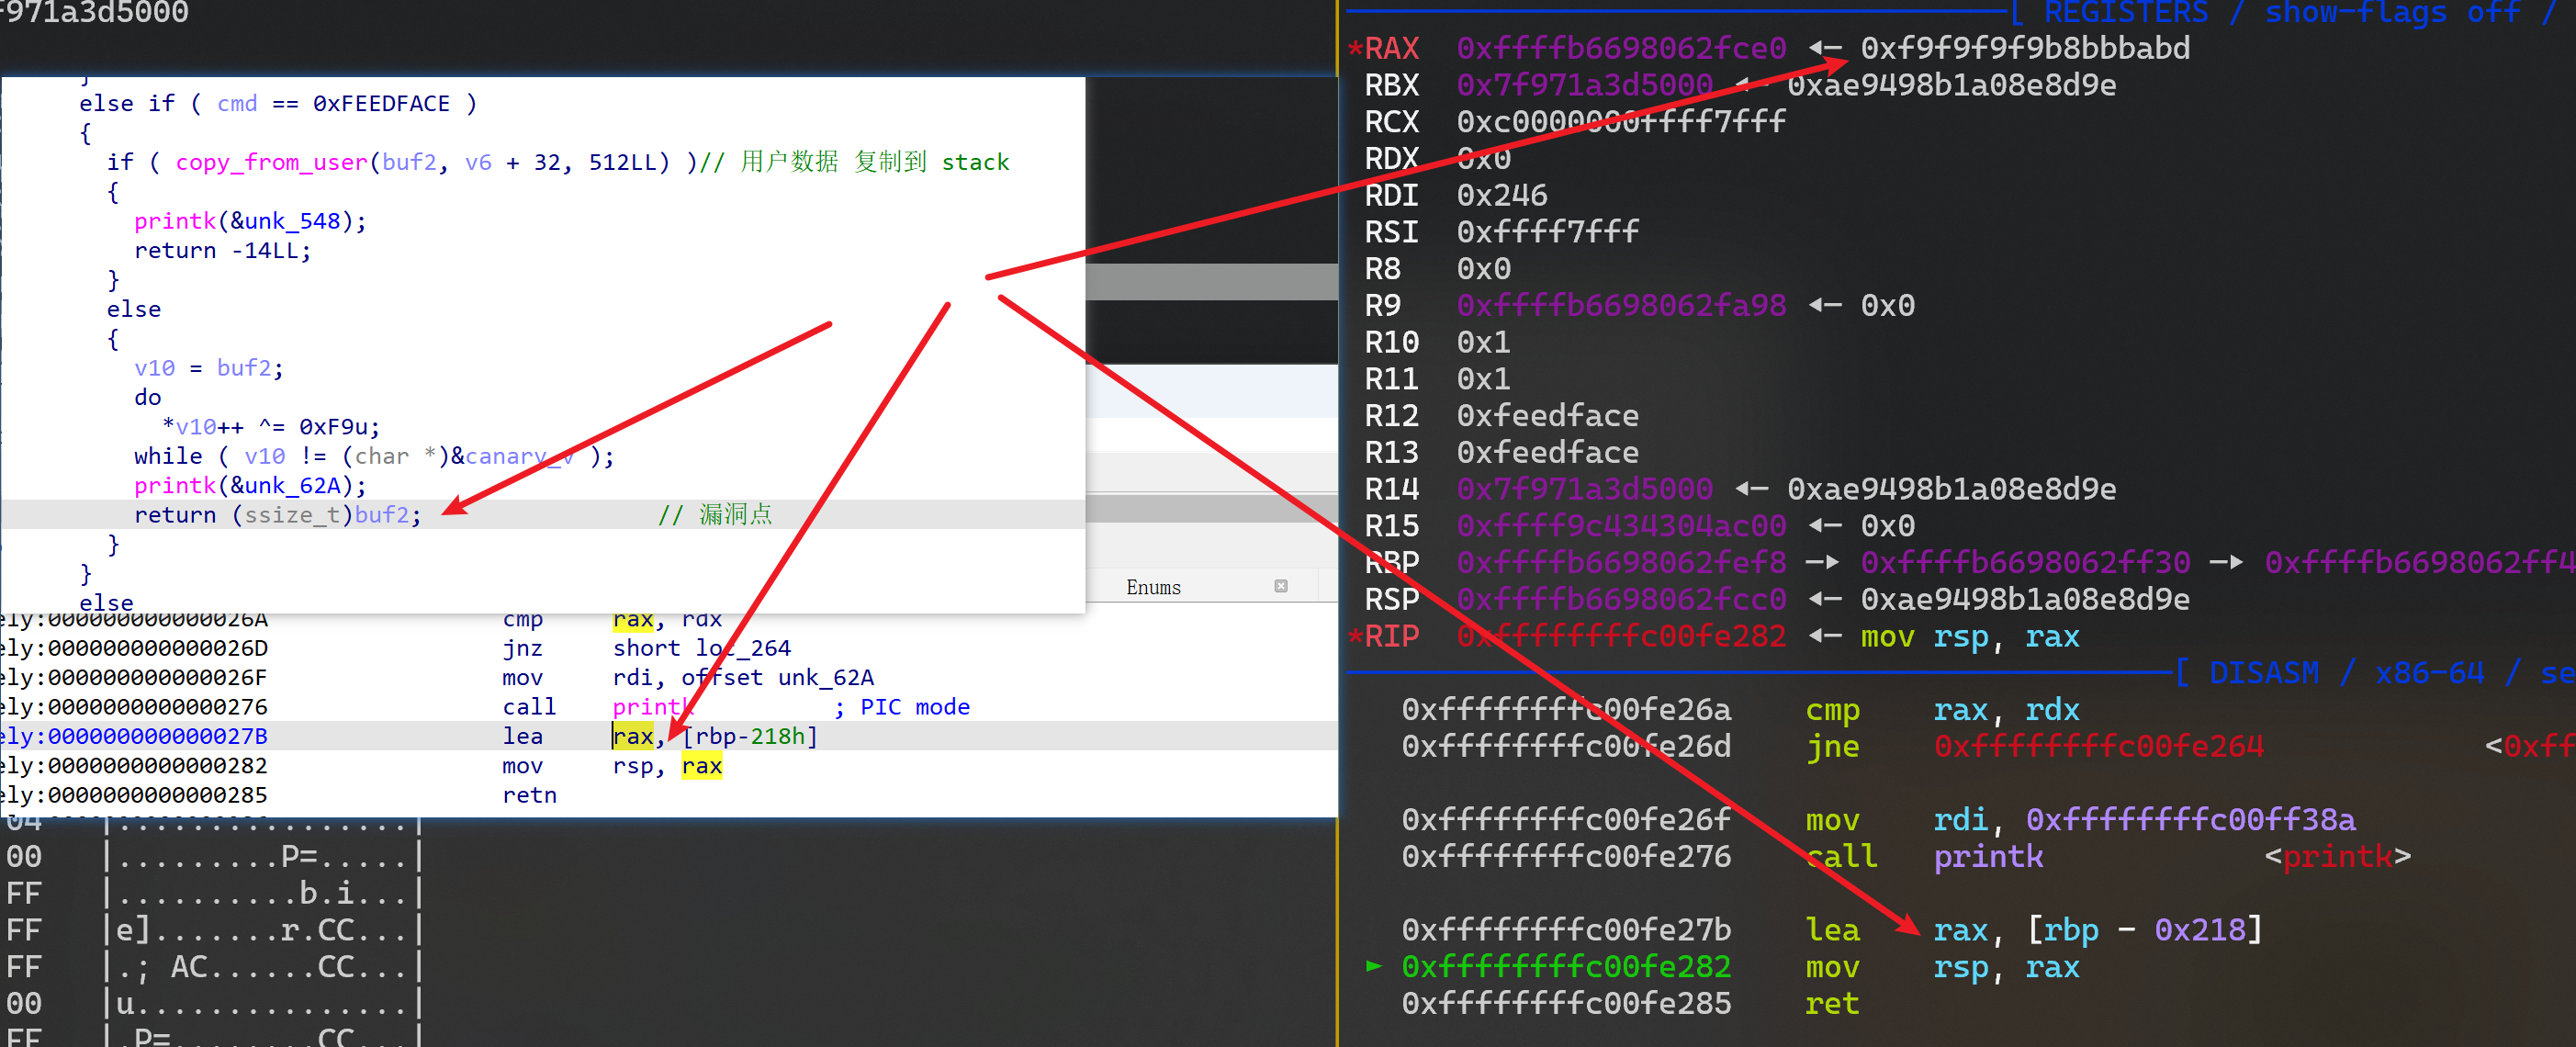 f971a3d5000
}
else if ( cmd == 0xFEEDFACE )
{
if ( copy_from_user(buf2, v6 + 32, 512LL) )// 用户数据 复制到 stack
{
printk(&unk_548);
return -14LL;
}
else
{
v10 = buf2;
do
*v10++ ^= 0xF9u;
while ( v10 != (char *)&canary_v );
printk(&unk_62A);
return (ssize_t)buf2; // 漏洞点
}
}
else
Enums
ely:000000000000026A cmp rax, rdx
ely:000000000000026D jnz short loc_264
ely:000000000000026F mov rdi, offset unk_62A
ely:0000000000000276 call printk ; PIC mode
ely:000000000000027B lea rax, [rbp-218h]
ely:0000000000000282 mov rsp, rax
ely:0000000000000285 retn
04 |................|
00 |.........P=.....|
FF |..........b.i...|
FF |e].......r.CC...|
FF |.; AC......CC...|
00 |u...............|
FF |.P=........CC...|
[ REGISTERS / show-flags off /
*RAX 0xffffb6698062fce0 ◂— 0xf9f9f9f9b8bbbabd
RBX 0x7f971a3d5000 ◂— 0xae9498b1a08e8d9e
RCX 0xc0000000ffff7fff
RDX 0x0
RDI 0x246
RSI 0xffff7fff
R8 0x0
R9 0xffffb6698062fa98 ◂— 0x0
R10 0x1
R11 0x1
R12 0xfeedface
R13 0xfeedface
R14 0x7f971a3d5000 ◂— 0xae9498b1a08e8d9e
R15 0xffff9c434304ac00 ◂— 0x0
RBP 0xffffb6698062fef8 —▸ 0xffffb6698062ff30 —▸ 0xffffb6698062ff4
RSP 0xffffb6698062fcc0 ◂— 0xae9498b1a08e8d9e
*RIP 0xffffffffc00fe282 ◂— mov rsp, rax
[ DISASM / x86-64 / se
0xffffffffc00fe26a cmp rax, rdx
0xffffffffc00fe26d jne 0xffffffffc00fe264 <0xff
0xffffffffc00fe26f mov rdi, 0xffffffffc00ff38a
0xffffffffc00fe276 call printk <printk>
0xffffffffc00fe27b lea rax, [rbp - 0x218]
► 0xffffffffc00fe282 mov rsp, rax
0xffffffffc00fe285 ret